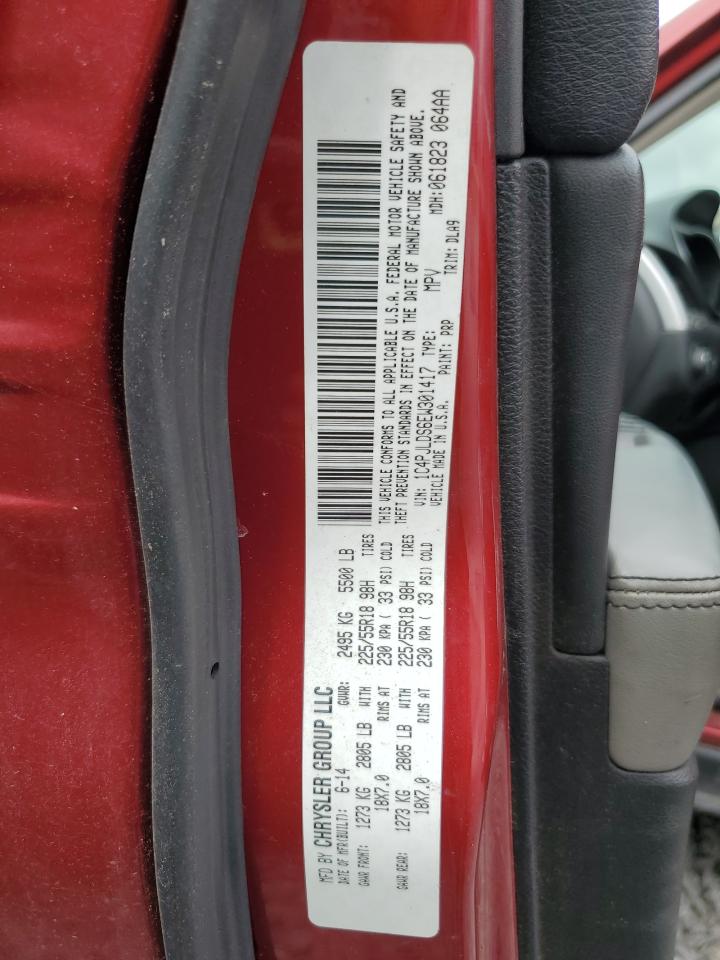 MFD BY CHRYSLER GROUP LLC
DATE OF MFR(BUILT): 6-14 GVWR: 2495 KG 5500 LB
GAWR FRONT: 1273 KG 2805 LB WITH 225/55R18 98H TIRES
18X7.0 RIMS AT 230 KPA ( 33 PSI) COLD
GAWR REAR: 1273 KG 2805 LB WITH 225/55R18 98H TIRES
18X7.0 RIMS AT 230 KPA ( 33 PSI) COLD
THIS VEHICLE CONFORMS TO ALL APPLICABLE U.S.A. FEDERAL MOTOR VEHICLE SAFETY AND
THEFT PREVENTION STANDARDS IN EFFECT ON THE DATE OF MANUFACTURE SHOWN ABOVE.
VIN: 1C4PJLDS6EW301417 TYPE: MPV MDH:061823 064AA
VEHICLE MADE IN U.S.A. PAINT: PRP TRIM: DLA9